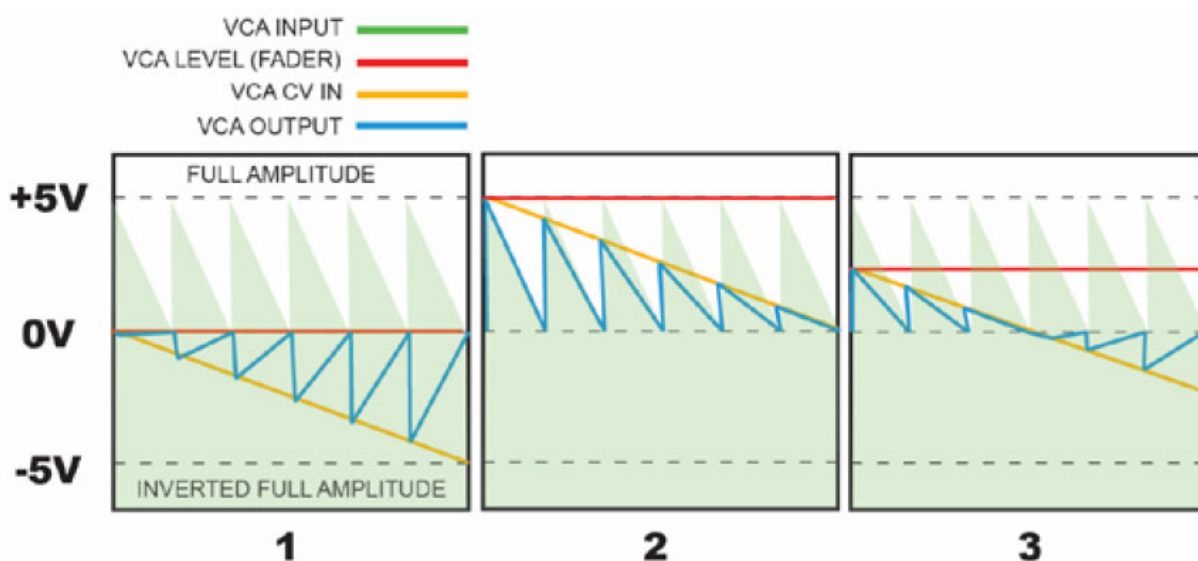 VCA INPUT
VCA LEVEL (FADER)
VCA CV IN
VCA OUTPUT
FULL AMPLITUDE
+5V
0V
-5V
INVERTED FULL AMPLITUDE
1 2 3